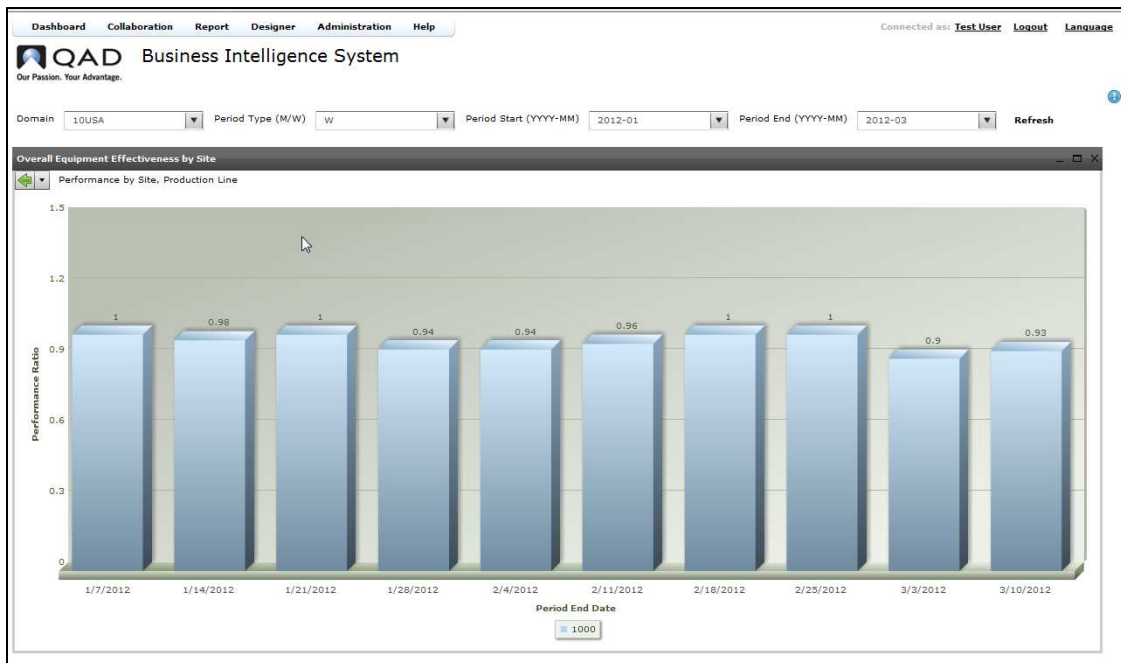 Dashboard Collaboration Report Designer Administration Help Connected as: Test User Logout Language
QAD Business Intelligence System
Our Passion. Your Advantage.
Domain 10USA Period Type (M/W) W Period Start (YYYY-MM) 2012-01 Period End (YYYY-MM) 2012-03 Refresh
Overall Equipment Effectiveness by Site
Performance by Site, Production Line
1.5
1.2
0.9
0.6
0.3
0
Performance Ratio
1 0.98 1 0.94 0.94 0.96 1 1 0.9 0.93
1/7/2012 1/14/2012 1/21/2012 1/28/2012 2/4/2012 2/11/2012 2/18/2012 2/25/2012 3/3/2012 3/10/2012
Period End Date
1000